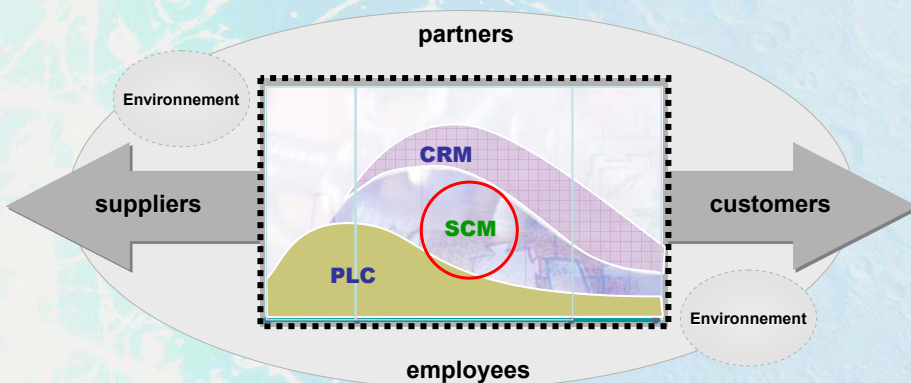 partners
Environnement
CRM
suppliers
SCM
customers
PLC
Environnement
employees